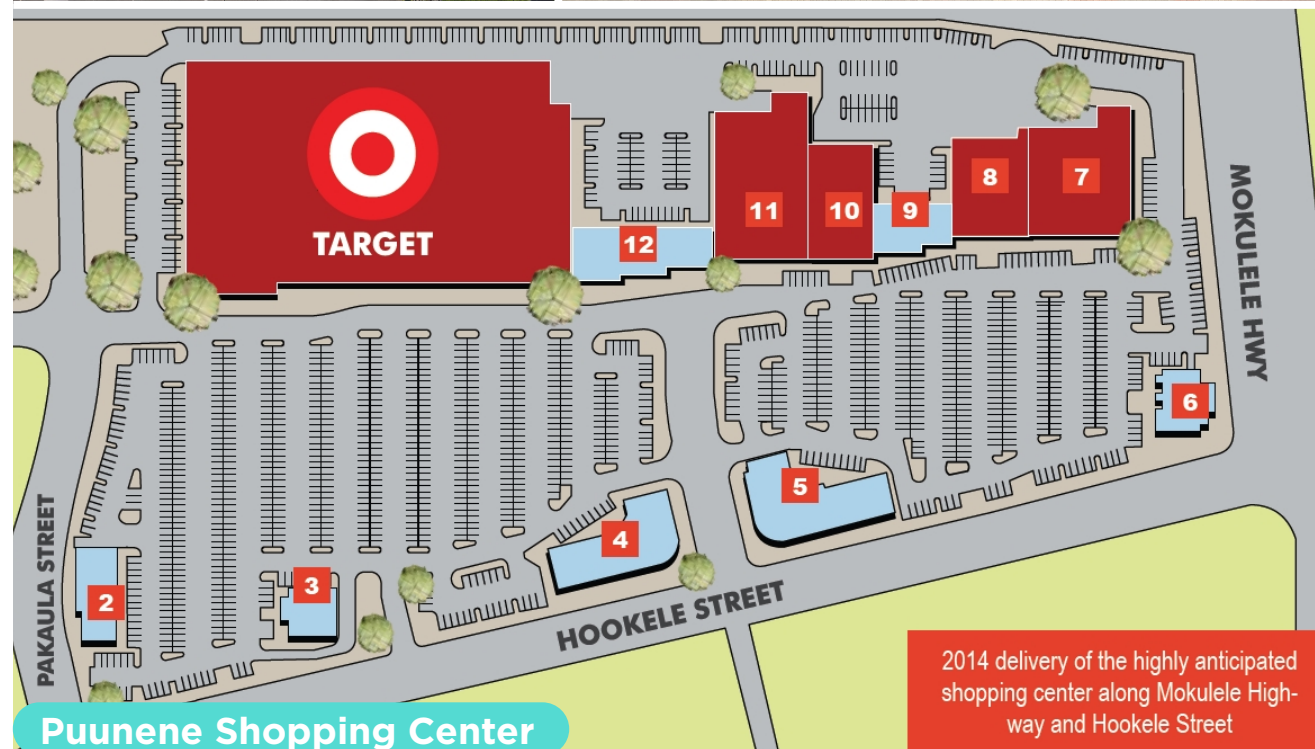 TARGET
11
10
9
8
7
12
MOKULELE HWY
6
5
4
3
2
PAKAULA STREET
HOOKELE STREET
2014 delivery of the highly anticipated
shopping center along Mokulele High-
way and Hookele Street
Puunene Shopping Center